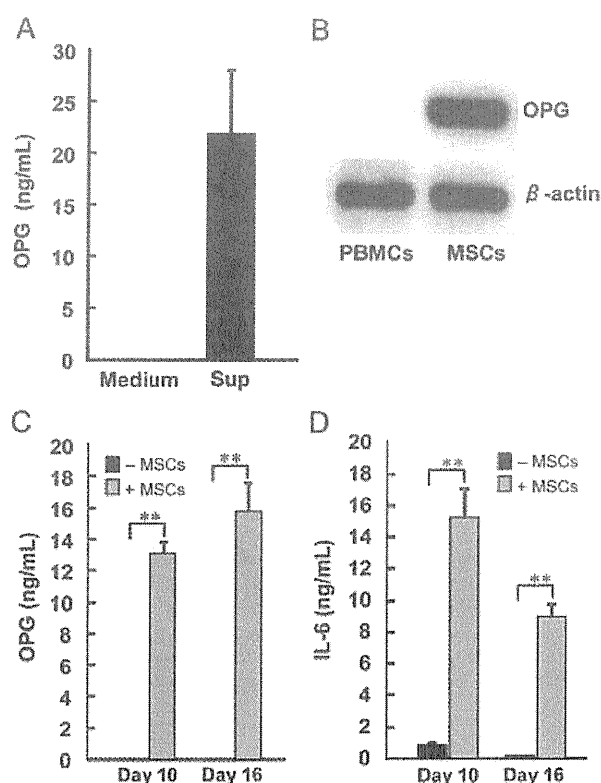 A
OPG (ng/mL)
30
25
20
15
10
5
0
Medium Sup
B
OPG
β-actin
PBMCs MSCs
C
OPG (ng/mL)
20
18
16
14
12
10
8
6
4
2
0
– MSCs
+ MSCs
**
**
Day 10 Day 16
D
IL-6 (ng/mL)
20
18
16
14
12
10
8
6
4
2
0
– MSCs
+ MSCs
**
**
Day 10 Day 16